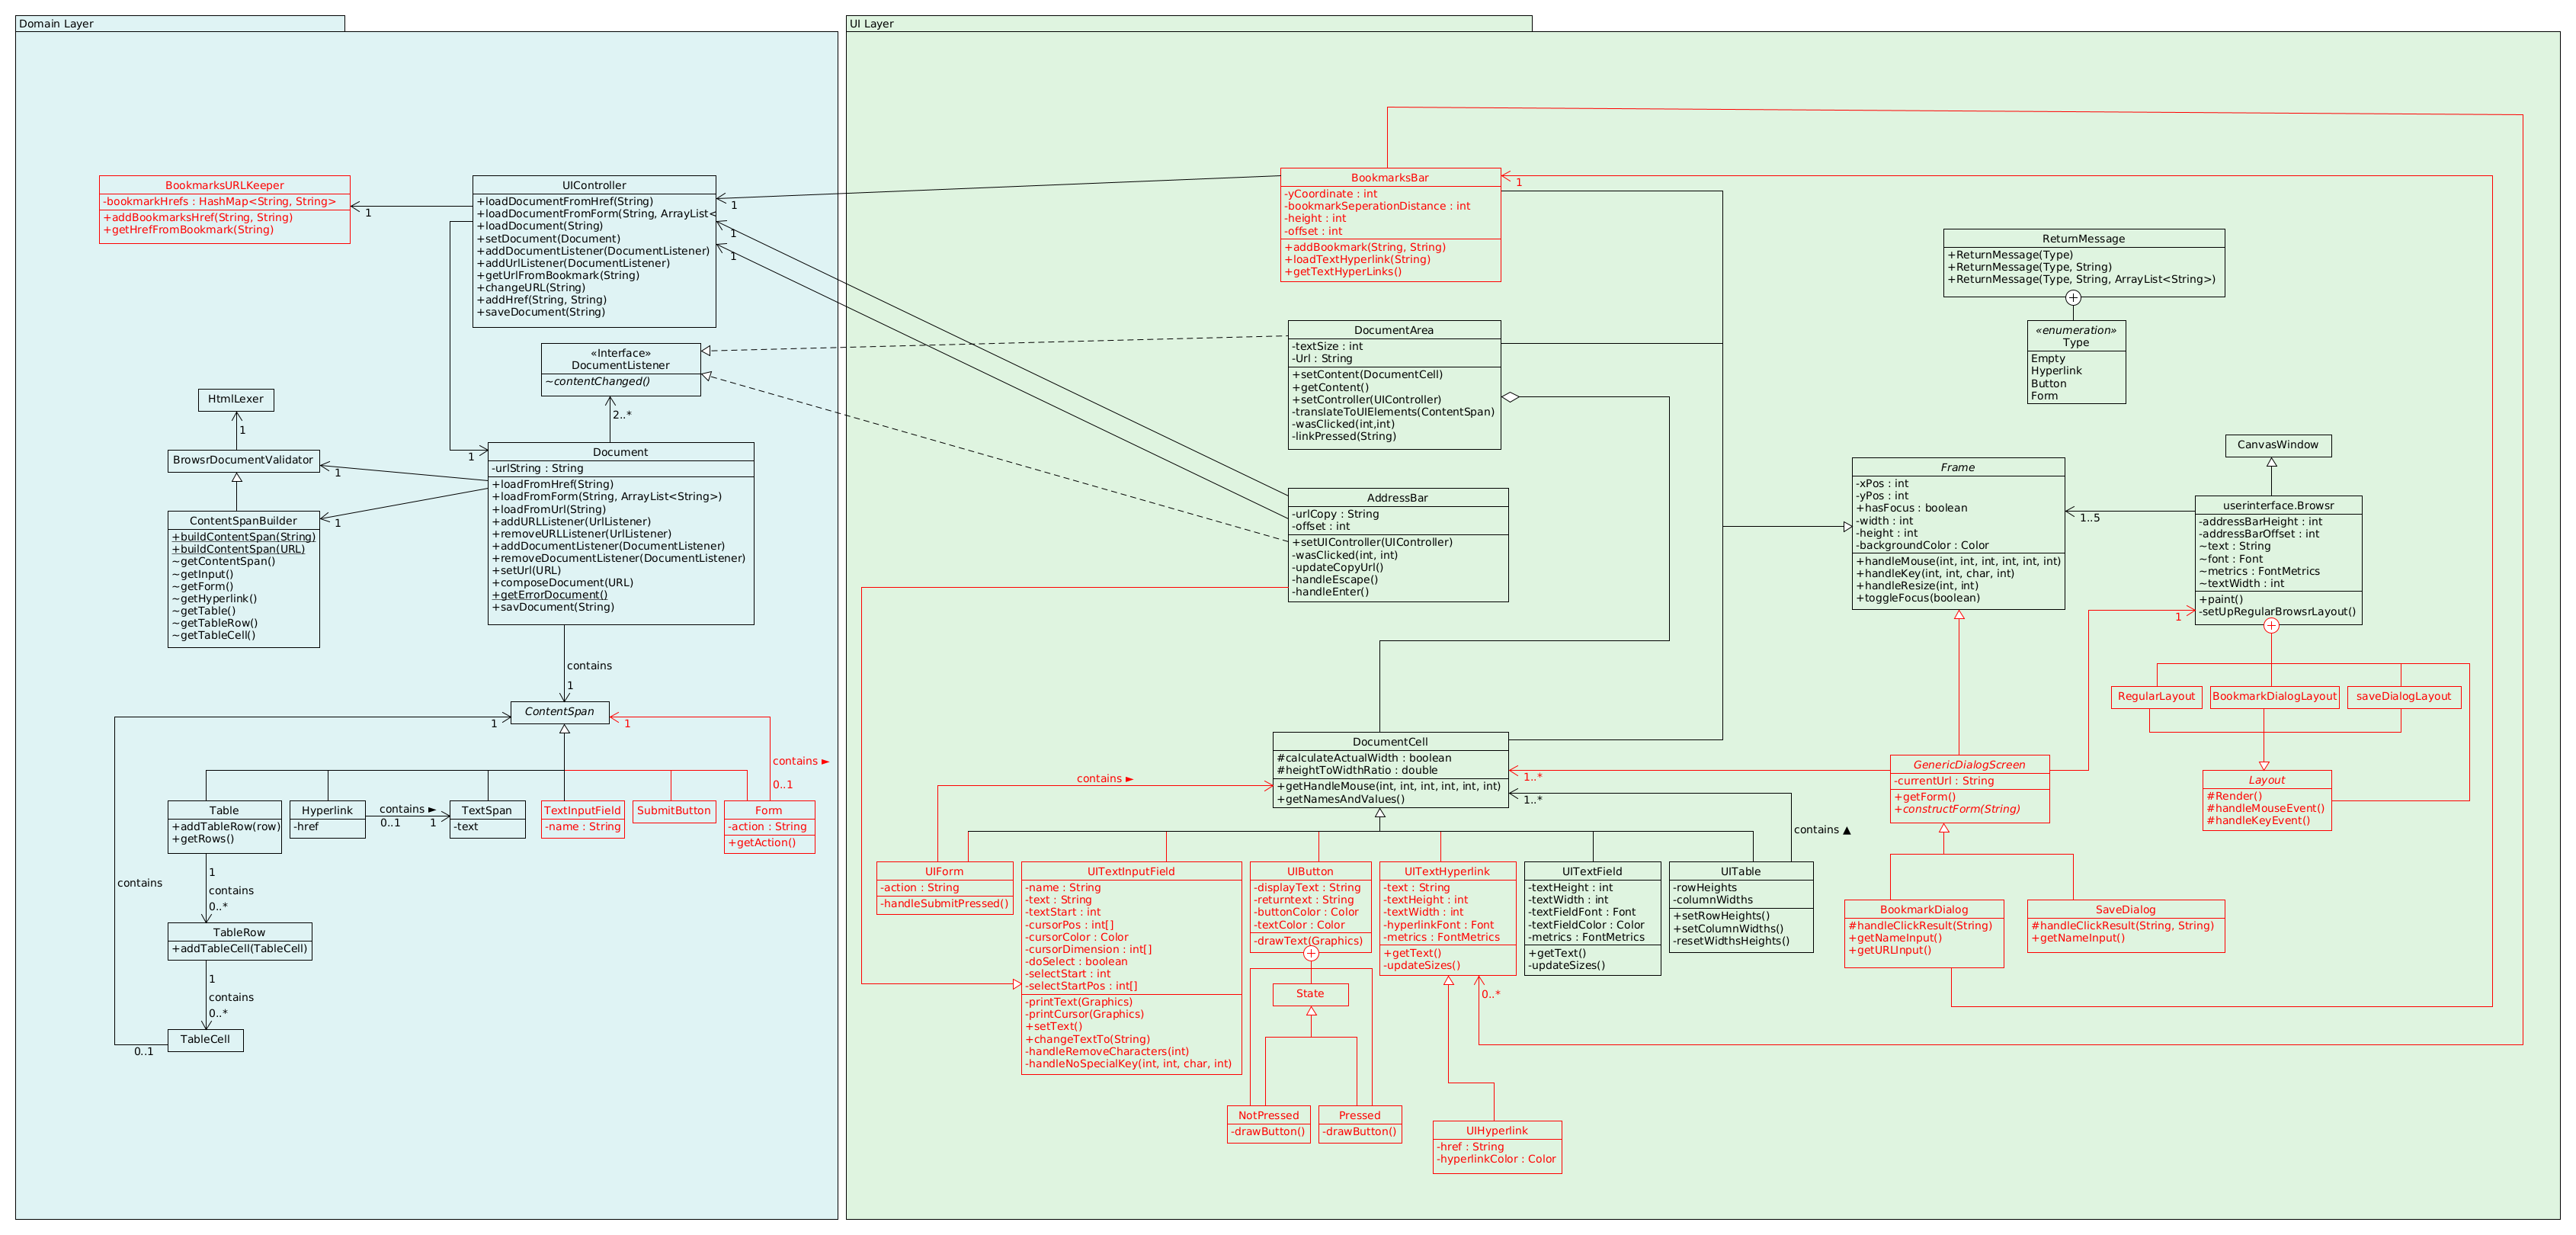 Domain Layer
BookmarksURLKeeper
-bookmarkHrefs : HashMap<String, String>
+addBookmarksHref(String, String)
+getHrefFromBookmark(String)
1
UIController
+loadDocumentFromHref(String)
+loadDocumentFromForm(String, ArrayList<
+loadDocument(String)
+setDocument(Document)
+addDocumentListener(DocumentListener)
+addUrlListener(DocumentListener)
+getUrlFromBookmark(String)
+changeURL(String)
+addHref(String, String)
+saveDocument(String)
1
1
1
«Interface»
DocumentListener
~contentChanged()
2..*
HtmlLexer
1
BrowsrDocumentValidator
1
ContentSpanBuilder
+buildContentSpan(String)
+buildContentSpan(URL)
~getContentSpan()
~getInput()
~getForm()
~getHyperlink()
~getTable()
~getTableRow()
~getTableCell()
1
1
Document
-urlString : String
+loadFromHref(String)
+loadFromForm(String, ArrayList<String>)
+loadFromUrl(String)
+addURLListener(UrlListener)
+removeURLListener(UrlListener)
+addDocumentListener(DocumentListener)
+removeDocumentListener(DocumentListener)
+setUrl(URL)
+composeDocument(URL)
+getErrorDocument()
+savDocument(String)
contains
1
ContentSpan
1
1
contains ►
0..1
Table
+addTableRow(row)
+getRows()
Hyperlink
-href
contains ►
0..1
1
TextSpan
-text
TextInputField
-name : String
SubmitButton
Form
-action : String
+getAction()
1
contains
0..*
contains
TableRow
+addTableCell(TableCell)
1
contains
0..*
TableCell
0..1
UI Layer
BookmarksBar
-yCoordinate : int
-bookmarkSeperationDistance : int
-height : int
-offset : int
+addBookmark(String, String)
+loadTextHyperlink(String)
+getTextHyperLinks()
1
DocumentArea
-textSize : int
-Url : String
+setContent(DocumentCell)
+getContent()
+setController(UIController)
-translateToUIElements(ContentSpan)
-wasClicked(int,int)
-linkPressed(String)
AddressBar
-urlCopy : String
-offset : int
+setUIController(UIController)
-wasClicked(int, int)
-updateCopyUrl()
-handleEscape()
-handleEnter()
ReturnMessage
+ReturnMessage(Type)
+ReturnMessage(Type, String)
+ReturnMessage(Type, String, ArrayList<String>)
«enumeration»
Type
Empty
Hyperlink
Button
Form
CanvasWindow
Frame
-xPos : int
-yPos : int
+hasFocus : boolean
-width : int
-height : int
-backgroundColor : Color
+handleMouse(int, int, int, int, int, int)
+handleKey(int, int, char, int)
+handleResize(int, int)
+toggleFocus(boolean)
1..5
userinterface.Browsr
-addressBarHeight : int
-addressBarOffset : int
~text : String
~font : Font
~metrics : FontMetrics
~textWidth : int
+paint()
-setUpRegularBrowsrLayout()
1
RegularLayout
BookmarkDialogLayout
saveDialogLayout
Layout
#Render()
#handleMouseEvent()
#handleKeyEvent()
GenericDialogScreen
-currentUrl : String
+getForm()
+constructForm(String)
DocumentCell
#calculateActualWidth : boolean
#heightToWidthRatio : double
+getHandleMouse(int, int, int, int, int, int)
+getNamesAndValues()
1..*
1..*
contains ►
contains ▲
UIForm
-action : String
-handleSubmitPressed()
UITextInputField
-name : String
-text : String
-textStart : int
-cursorPos : int[]
-cursorColor : Color
-cursorDimension : int[]
-doSelect : boolean
-selectStart : int
-selectStartPos : int[]
-printText(Graphics)
-printCursor(Graphics)
+setText()
+changeTextTo(String)
-handleRemoveCharacters(int)
-handleNoSpecialKey(int, int, char, int)
UIButton
-displayText : String
-returntext : String
-buttonColor : Color
-textColor : Color
-drawText(Graphics)
State
NotPressed
-drawButton()
Pressed
-drawButton()
UITextHyperlink
-text : String
-textHeight : int
-textWidth : int
-hyperlinkFont : Font
-metrics : FontMetrics
+getText()
-updateSizes()
0..*
UIHyperlink
-href : String
-hyperlinkColor : Color
UITextField
-textHeight : int
-textWidth : int
-textFieldFont : Font
-textFieldColor : Color
-metrics : FontMetrics
+getText()
-updateSizes()
UITable
-rowHeights
-columnWidths
+setRowHeights()
+setColumnWidths()
-resetWidthsHeights()
BookmarkDialog
#handleClickResult(String)
+getNameInput()
+getURLInput()
SaveDialog
#handleClickResult(String, String)
+getNameInput()